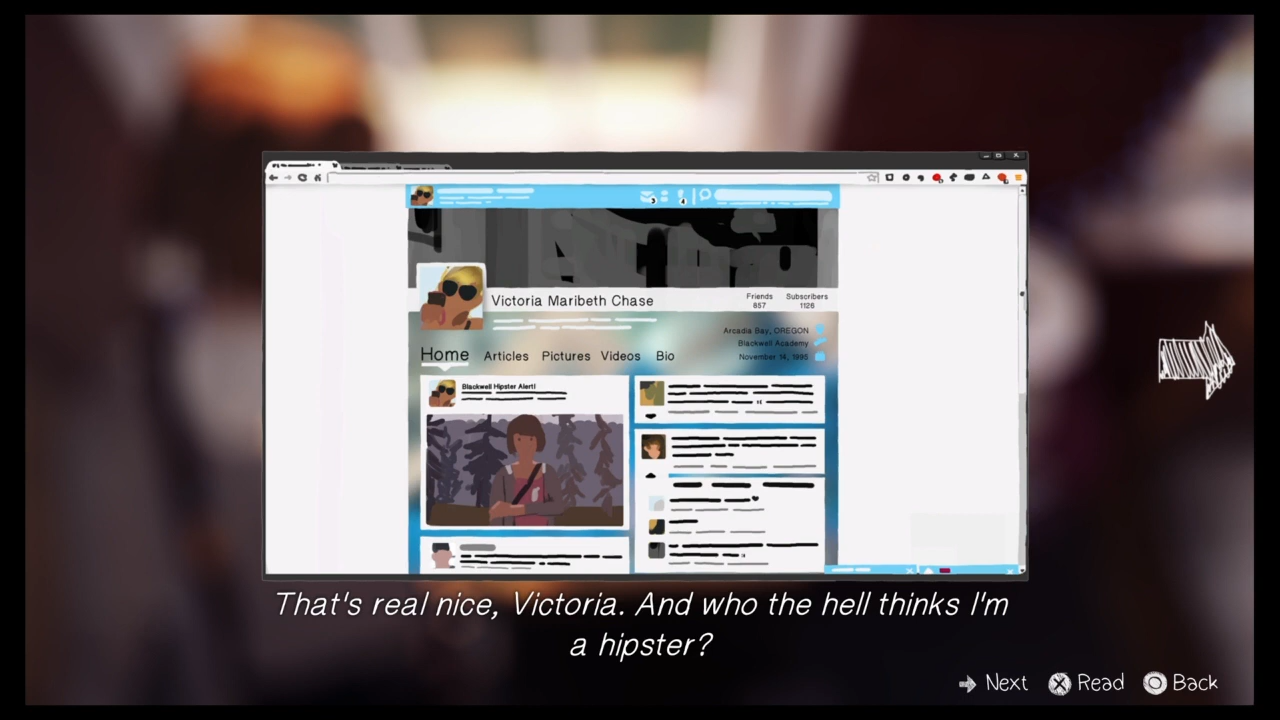 Victoria Maribeth Chase
Friends
857
Subscribers
1126
Arcadia Bay, OREGON
Blackwell Academy
November 14, 1995
Home Articles Pictures Videos Bio
Blackwell Hipster Alert!
That's real nice, Victoria. And who the hell thinks I'm
a hipster?
Next Read Back